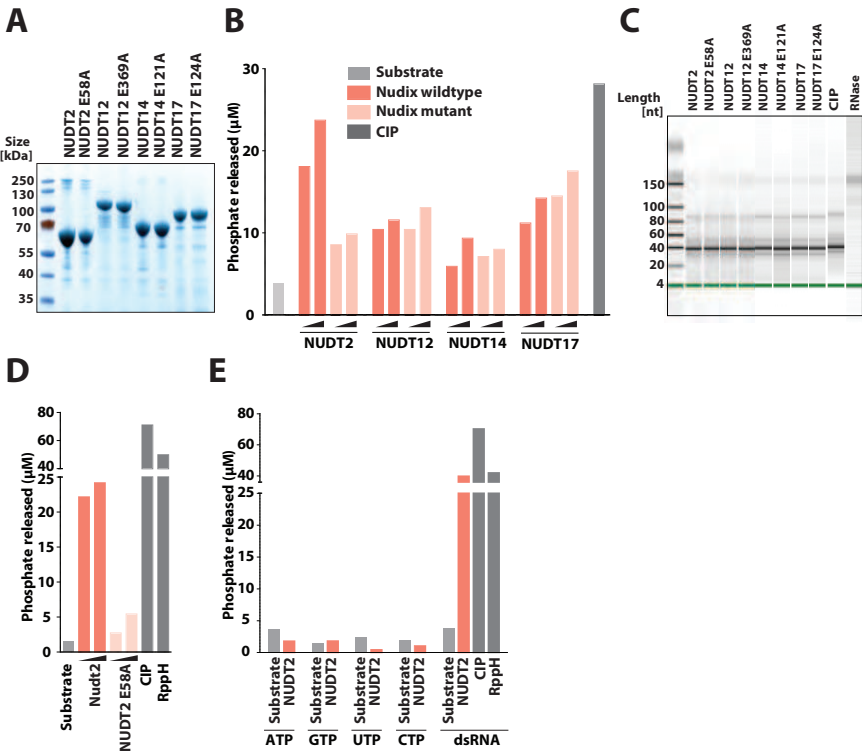 A
B
C
NUDT2
NUDT2 E58A
NUDT12
NUDT12 E369A
NUDT14
NUDT14 E121A
NUDT17
NUDT17 E124A
Size
[kDa]
250
130
100
70
55
40
35
Phosphate released (µM)
30
20
10
0
Substrate
Nudix wildtype
Nudix mutant
CIP
NUDT2
NUDT12
NUDT14
NUDT17
NUDT2
NUDT2 E58A
NUDT12
NUDT12 E369A
NUDT14
NUDT14 E121A
NUDT17
NUDT17 E124A
CIP
RNase
Length
[nt]
150
100
80
60
40
20
4
D
E
Phosphate released (µM)
80
60
40
25
20
15
10
5
0
Substrate
Nudt2
NUDT2 E58A
CIP
RppH
Phosphate released (µM)
80
60
40
25
20
15
10
5
0
Substrate
NUDT2
Substrate
NUDT2
Substrate
NUDT2
Substrate
NUDT2
Substrate
NUDT2
CIP
RppH
ATP
GTP
UTP
CTP
dsRNA